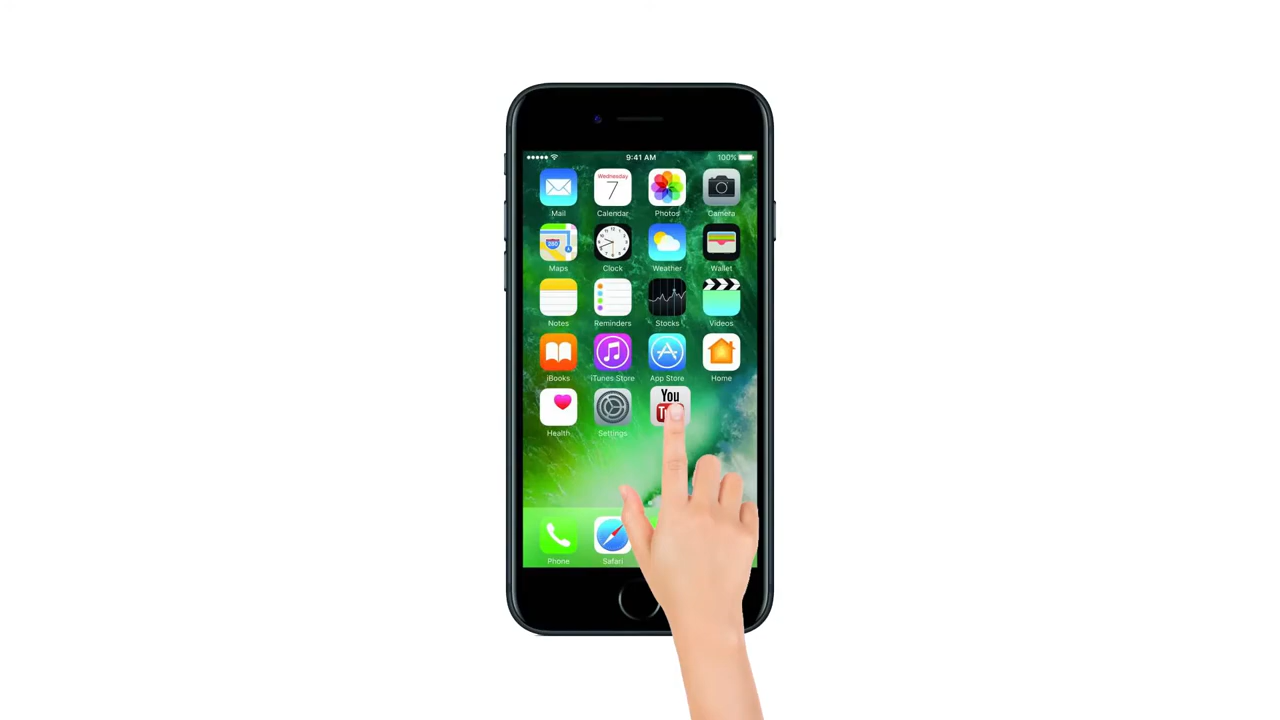 9:41 AM
100%
Wednesday
7
Mail
Calendar
Photos
Camera
280
Maps
Clock
Weather
Wallet
Notes
Reminders
Stocks
Videos
iBooks
iTunes Store
App Store
Home
You
Health
Settings
Phone
Safari